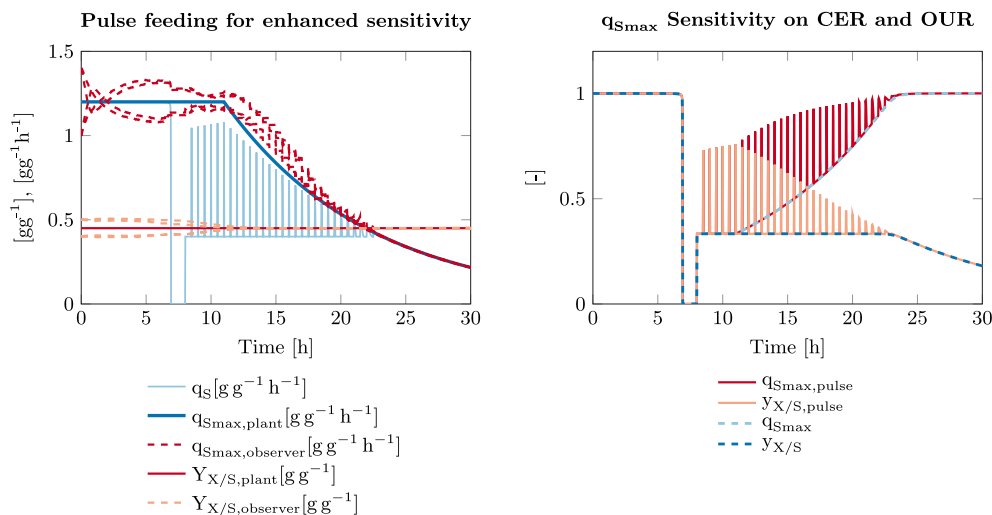 Pulse feeding for enhanced sensitivity
[gg⁻¹], [gg⁻¹h⁻¹]
1.5
1
0.5
0
0 5 10 15 20 25 30
Time [h]
q_S[g g⁻¹ h⁻¹]
q_Smax,plant[g g⁻¹ h⁻¹]
q_Smax,observer[g g⁻¹ h⁻¹]
Y_X/S,plant[g g⁻¹]
Y_X/S,observer[g g⁻¹]
q_Smax Sensitivity on CER and OUR
[-]
1
0.5
0
0 5 10 15 20 25 30
Time [h]
q_Smax,pulse
y_X/S,pulse
q_Smax
y_X/S